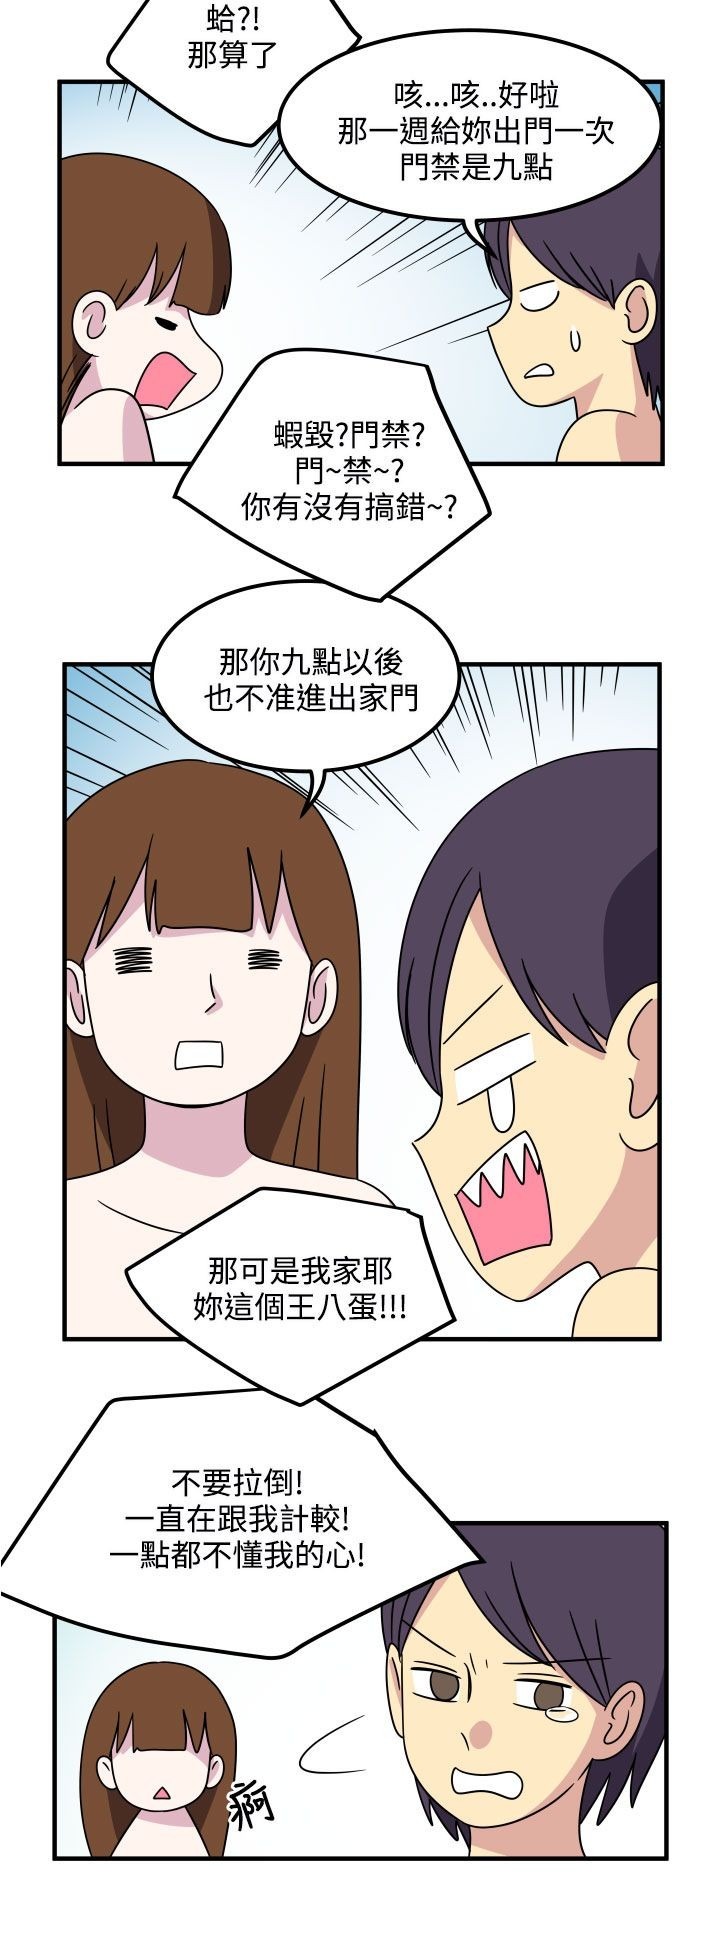 蛤?!
那算了
咳...咳..好啦
那一週給妳出門一次
門禁是九點
蝦毀?門禁?
門~禁~?
你有沒有搞錯~?
那你九點以後
也不准進出家門
那可是我家耶
妳這個王八蛋!!!
不要拉倒!
一直在跟我計較!
一點都不懂我的心!
啊